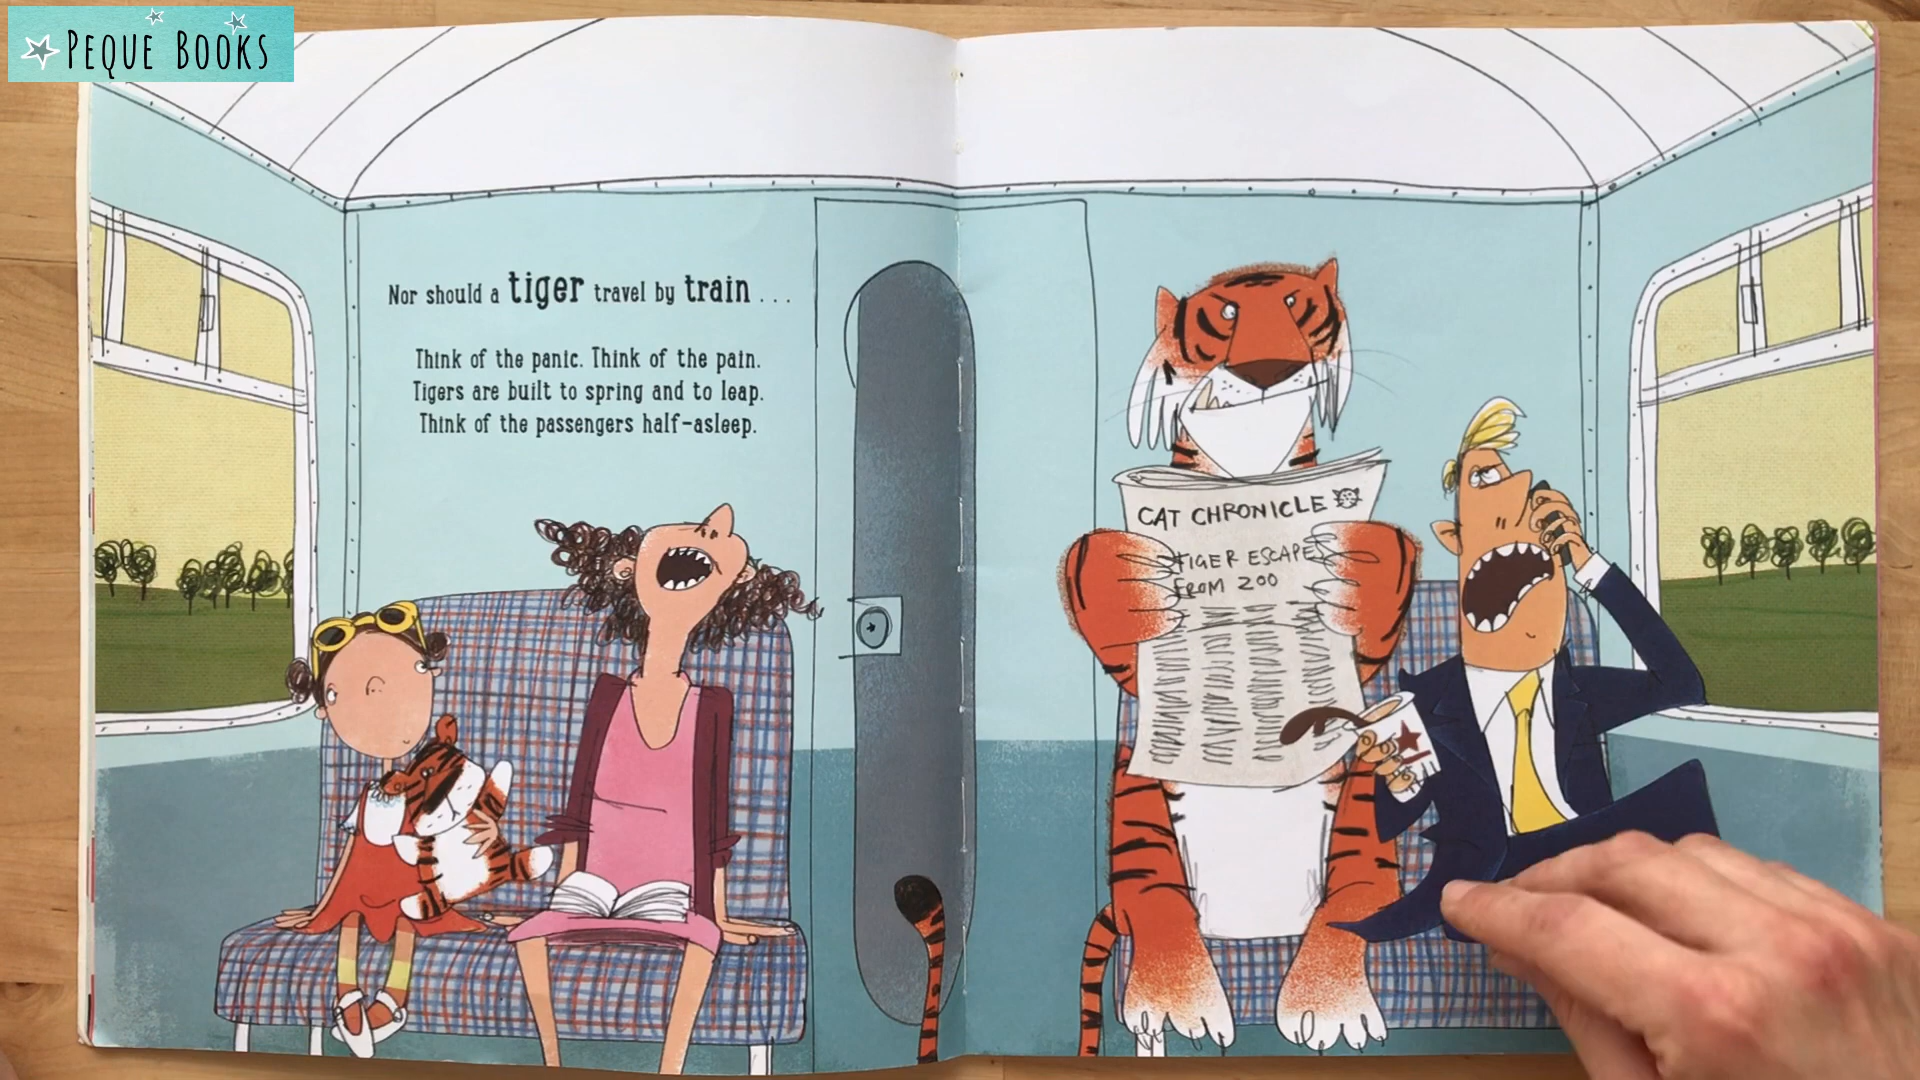 Peque Books
Nor should a tiger travel by train . . .
Think of the panic. Think of the pain.
Tigers are built to spring and to leap.
Think of the passengers half-asleep.
CAT CHRONICLE
TIGER ESCAPES
FROM ZOO